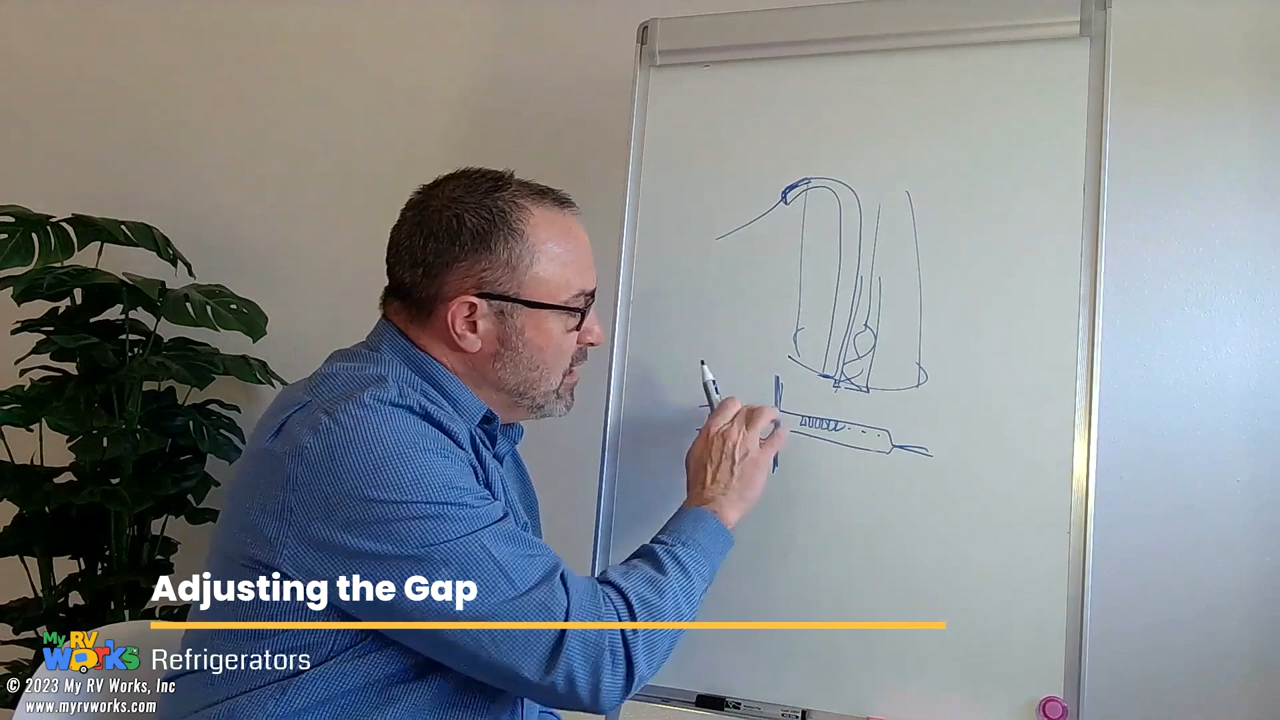 Adjusting the Gap
My RV Works
Refrigerators
© 2023 My RV Works, Inc
www.myrvworks.com